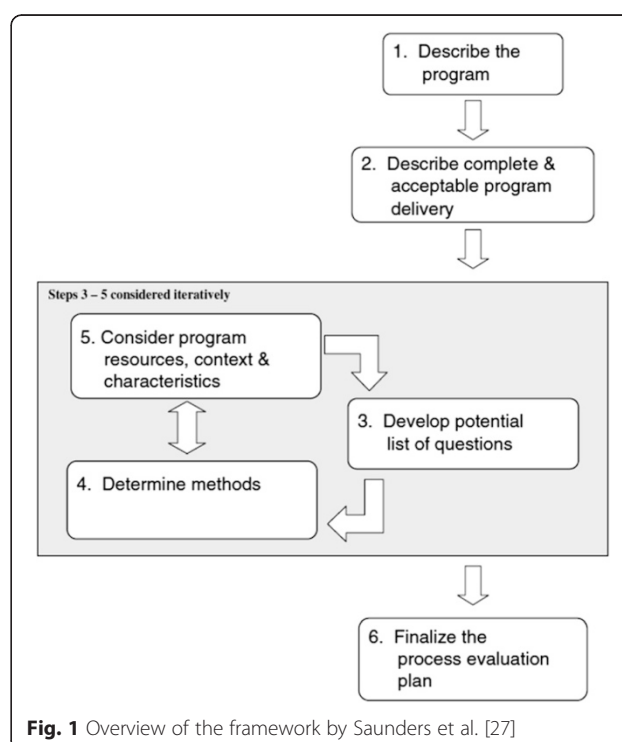 1. Describe the
program
2. Describe complete &
acceptable program
delivery
Steps 3 – 5 considered iteratively
5. Consider program
resources, context &
characteristics
3. Develop potential
list of questions
4. Determine methods
6. Finalize the
process evaluation
plan
Fig. 1 Overview of the framework by Saunders et al. [27]